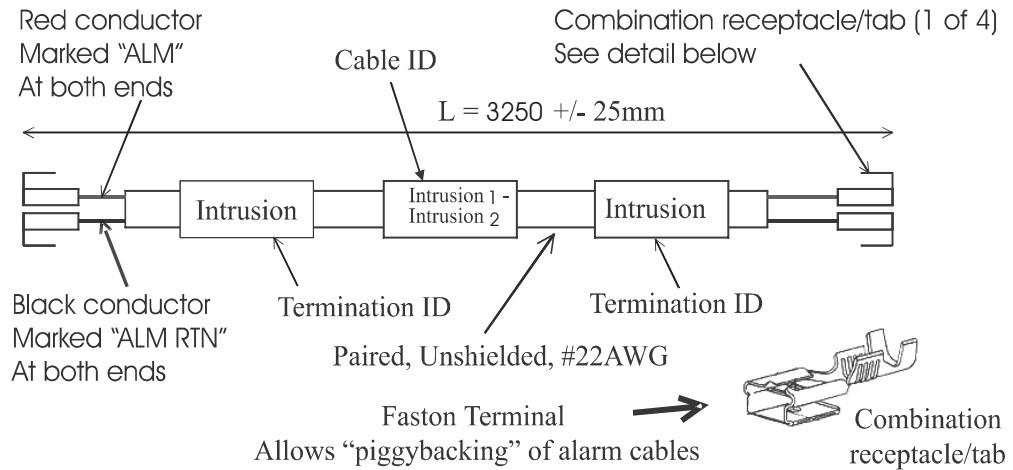 Red conductor
Marked "ALM"
At both ends
Combination receptacle/tab (1 of 4)
See detail below
Cable ID
L = 3250 +/- 25mm
Intrusion
Intrusion 1 -
Intrusion
2
Intrusion
Black conductor
Marked "ALM RTN"
At both ends
Termination ID
Termination ID
Paired, Unshielded, #22AWG
Faston Terminal
Allows "piggybacking" of alarm cables
Combination
receptacle/tab